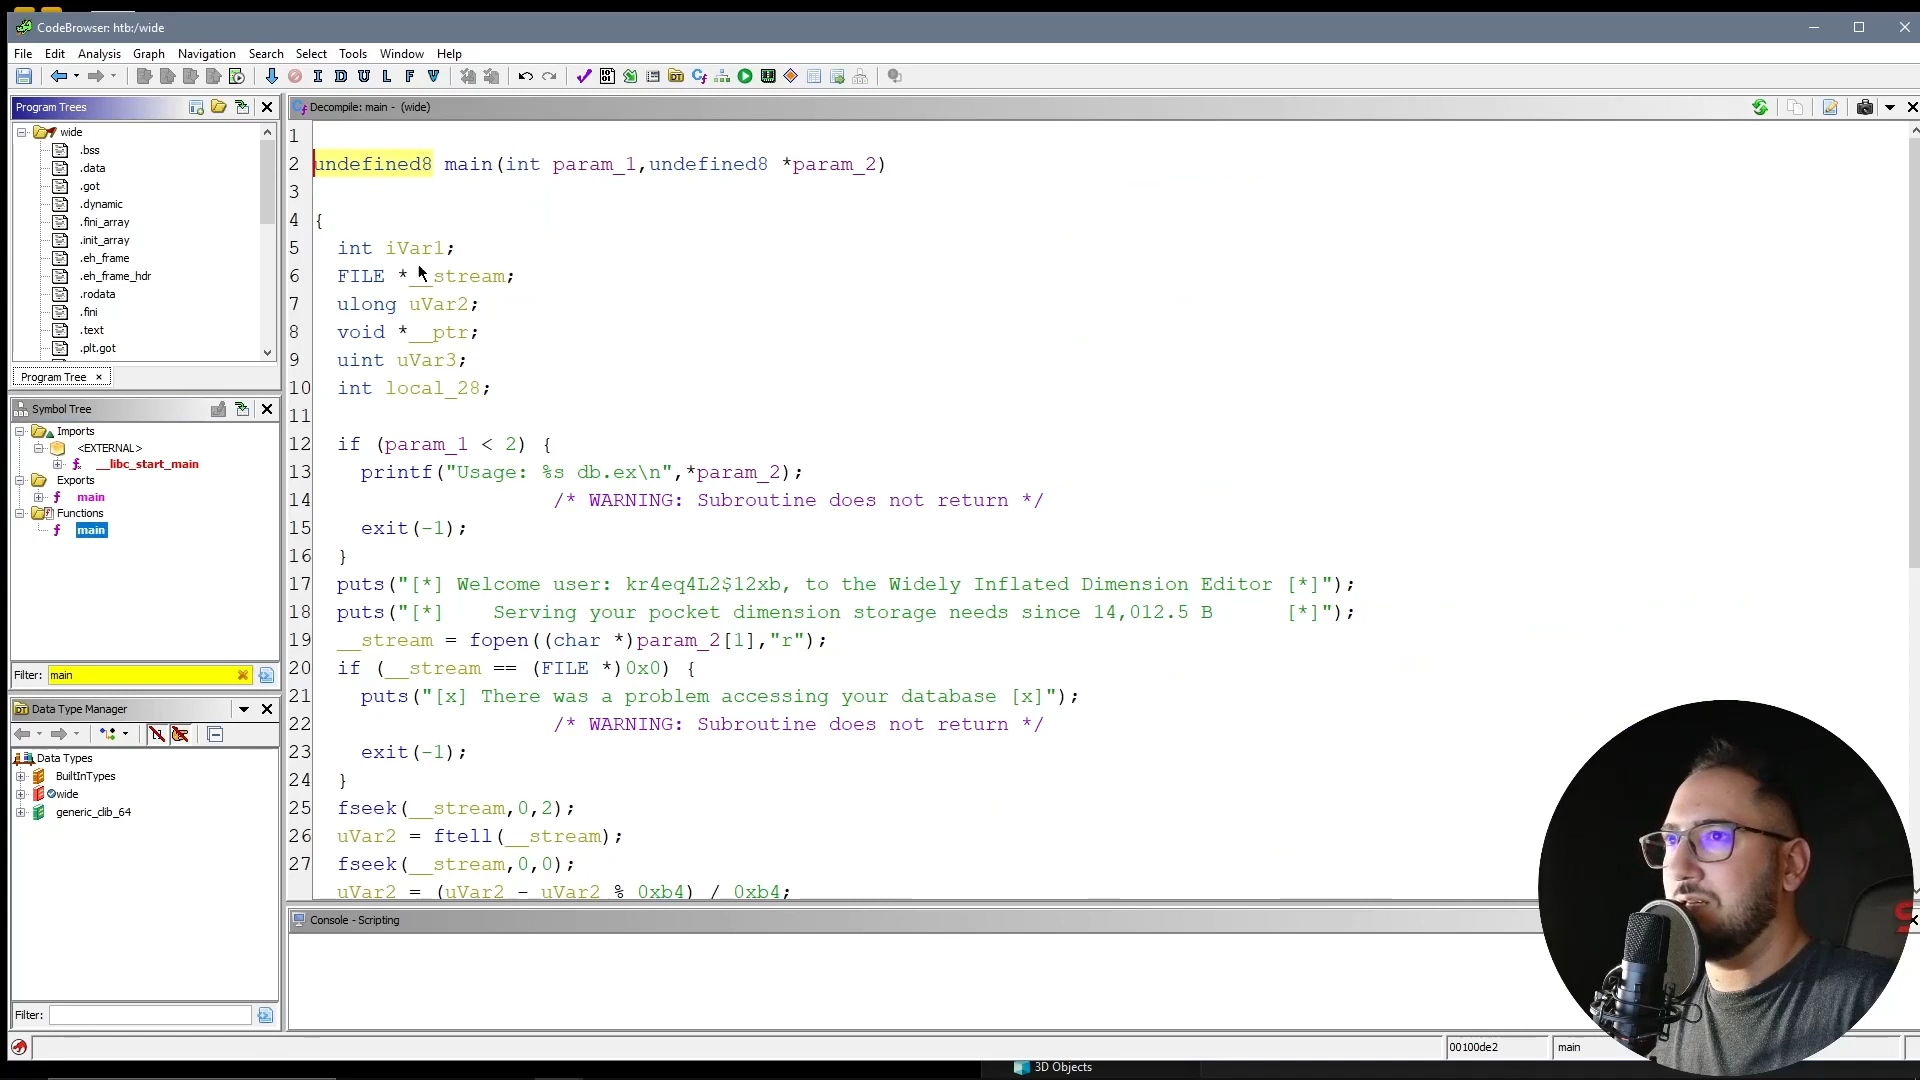 CodeBrowser: htb:/wide
File Edit Analysis Graph Navigation Search Select Tools Window Help
I D U L F V
Program Trees
wide
.bss
.data
.got
.dynamic
.fini_array
.init_array
.eh_frame
.eh_frame_hdr
.rodata
.fini
.text
.plt.got
Program Tree ×
Symbol Tree
Imports
<EXTERNAL>
__libc_start_main
Exports
main
Functions
main
Filter: main
Data Type Manager
Data Types
BuiltInTypes
wide
generic_clib_64
Filter:
Decompile: main - (wide)
1
2 undefined8 main(int param_1,undefined8 *param_2)
3
4 {
5 int iVar1;
6 FILE *__stream;
7 ulong uVar2;
8 void *__ptr;
9 uint uVar3;
10 int local_28;
11
12 if (param_1 < 2) {
13 printf("Usage: %s db.ex\n",*param_2);
14 /* WARNING: Subroutine does not return */
15 exit(-1);
16 }
17 puts("[*] Welcome user: kr4eq4L2$12xb, to the Widely Inflated Dimension Editor [*]");
18 puts("[*]    Serving your pocket dimension storage needs since 14,012.5 B      [*]");
19 __stream = fopen((char *)param_2[1],"r");
20 if (__stream == (FILE *)0x0) {
21 puts("[x] There was a problem accessing your database [x]");
22 /* WARNING: Subroutine does not return */
23 exit(-1);
24 }
25 fseek(__stream,0,2);
26 uVar2 = ftell(__stream);
27 fseek(__stream,0,0);
uVar2 = (uVar2 - uVar2 % 0xb4) / 0xb4;
Console - Scripting
00100de2 main
3D Objects